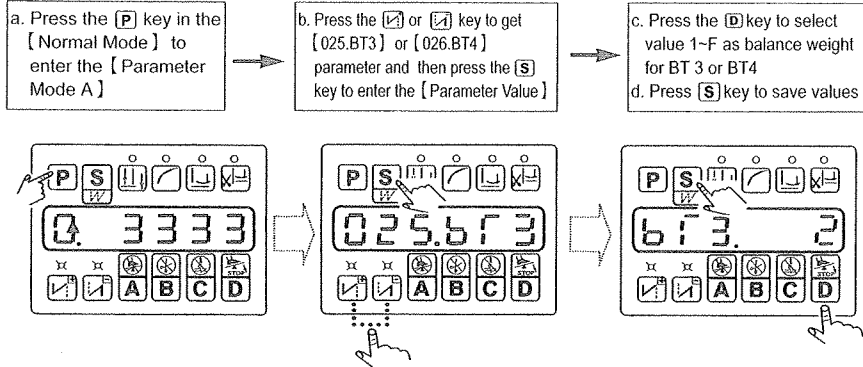 a. Press the P key in the
【Normal Mode】 to
enter the【Parameter
Mode A】
b. Press the or key to get
【025.BT3】 or【026.BT4】
parameter and then press the S
key to enter the【Parameter Value】
c. Press the D key to select
value 1~F as balance weight
for BT 3 or BT4
d. Press S key to save values
P S
W
0. 3333
A B C D
STOP
P S
W
025.bT3
A B C D
STOP
P S
W
bT3. 2
A B C D
STOP